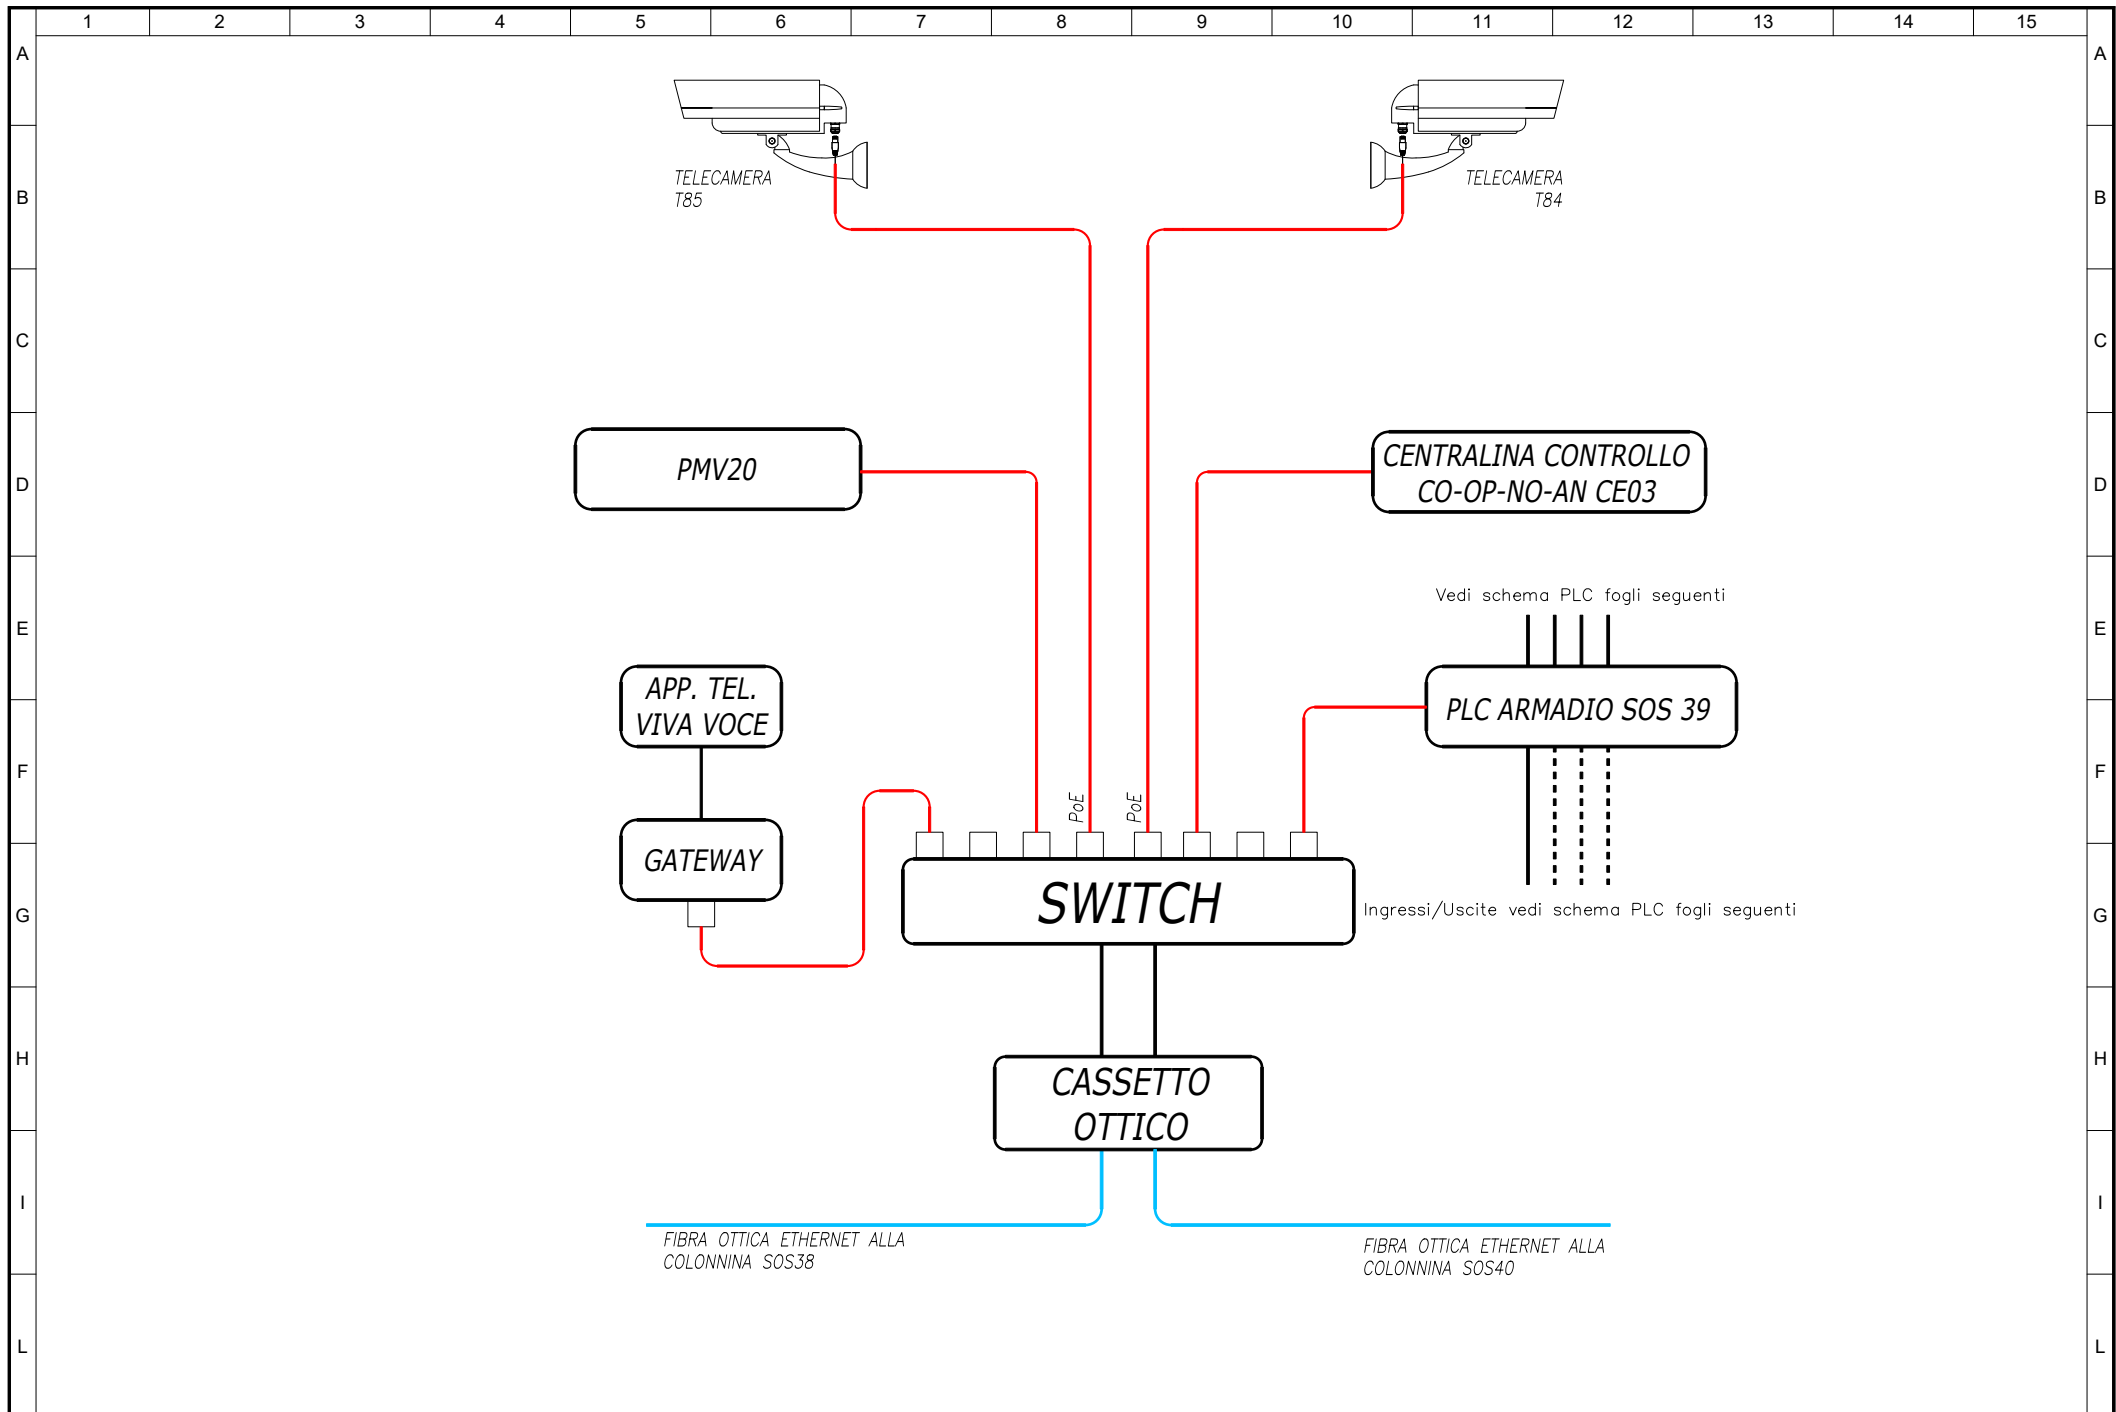 1 2 3 4 5 6 7 8 9 10 11 12 13 14 15
A A
TELECAMERA
T85
TELECAMERA
T84
B B
C C
PMV20
CENTRALINA CONTROLLO
CO-OP-NO-AN CE03
D D
Vedi schema PLC fogli seguenti
E E
APP. TEL.
VIVA VOCE
PLC ARMADIO SOS 39
F F
PoE PoE
GATEWAY
SWITCH
Ingressi/Uscite vedi schema PLC fogli seguenti
G G
H H
CASSETTO
OTTICO
I I
FIBRA OTTICA ETHERNET ALLA
COLONNINA SOS38
FIBRA OTTICA ETHERNET ALLA
COLONNINA SOS40
L L